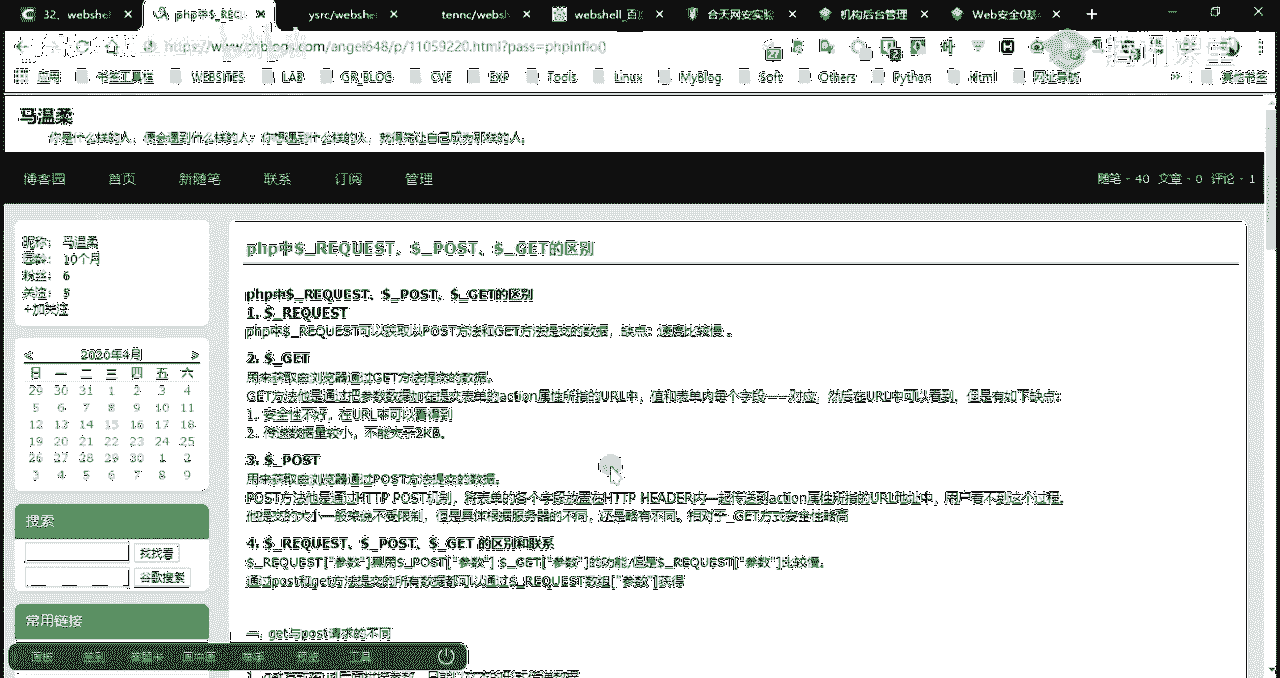 32、webshe
php中$_REQ
ysrc/webshe
tennc/webs
webshell_百
合天网安实验
机构后台管理
Web安全0基
https://www.cnblogs.com/angel648/p/11059220.html?pass=phpinfo()
腾讯课堂
应用
WEBSITES
LAB
GR_BLOG
CVE
EXP
Tools
Linux
MyBlog
Soft
Others
Python
Html
网址导航
其他书签
马温柔
你是什么样的人，便会遇到什么样的人；你想遇到什么样的人，就得先让自己成为那样的人。
博客园 首页 新随笔 联系 订阅 管理
随笔 - 40 文章 - 0 评论 - 1
昵称： 马温柔
园龄： 10个月
粉丝： 6
关注： 5
+加关注
< 2020年4月 >
日 一 二 三 四 五 六
29 30 31 1 2 3 4
5 6 7 8 9 10 11
12 13 14 15 16 17 18
19 20 21 22 23 24 25
26 27 28 29 30 1 2
3 4 5 6 7 8 9
搜索
找找看
谷歌搜索
常用链接
php中$_REQUEST、$_POST、$_GET的区别
php中$_REQUEST、$_POST、$_GET的区别
1. $_REQUEST
php中$_REQUEST可以获取以POST方法和GET方法提交的数据，缺点：速度比较慢 。
2. $_GET
用来获取由浏览器通过GET方法提交的数据。
GET方法他是通过把参数数据加在提交表单的action属性所指的URL中，值和表单内每个字段一一对应，然后在URL中可以看到，但是有如下缺点：
1. 安全性不好，在URL中可以看得到
2. 传送数据量较小，不能大于2KB。
3. $_POST
用来获取由浏览器通过POST方法提交的数据。
POST方法他是通过HTTP POST机制，将表单的各个字段放置在HTTP HEADER内一起传送到action属性所指的URL地址中，用户看不到这个过程。
他提交的大小一般来说不受限制，但是具体根据服务器的不同，还是略有不同。相对于_GET方式安全性略高
4. $_REQUEST、$_POST、$_GET 的区别和联系
$_REQUEST["参数"]具用$_POST["参数"] $_GET["参数"]的功能,但是$_REQUEST["参数"]比较慢。
通过post和get方法提交的所有数据都可以通过$_REQUEST数组["参数"]获得
一、get与post请求的不同